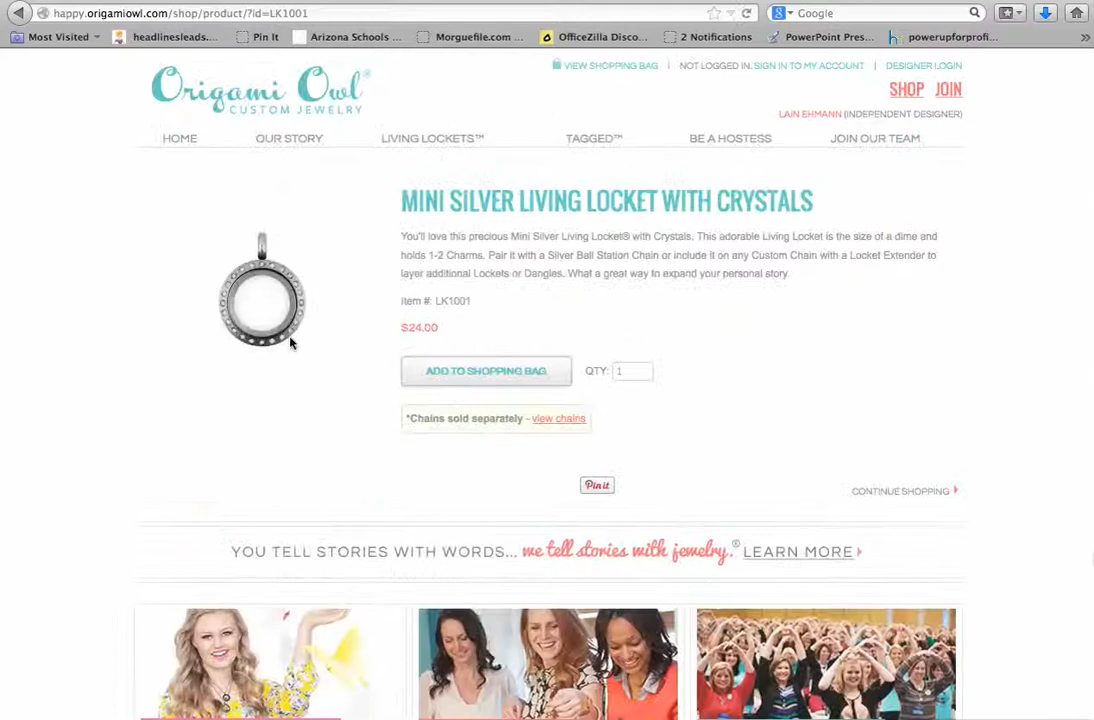 happy.origamiowl.com/shop/product/?id=LK1001
Google
Most Visited
headlinesleads....
Pin It
Arizona Schools ...
Morguefile.com ...
OfficeZilla Disco...
2 Notifications
PowerPoint Pres...
powerupforprofi...
Origami Owl®
CUSTOM JEWELRY
VIEW SHOPPING BAG | NOT LOGGED IN. SIGN IN TO MY ACCOUNT | DESIGNER LOGIN
SHOP JOIN
LAIN EHMANN (INDEPENDENT DESIGNER)
HOME
OUR STORY
LIVING LOCKETS™
TAGGED™
BE A HOSTESS
JOIN OUR TEAM
MINI SILVER LIVING LOCKET WITH CRYSTALS
You'll love this precious Mini Silver Living Locket® with Crystals. This adorable Living Locket is the size of a dime and
holds 1-2 Charms. Pair it with a Silver Ball Station Chain or include it on any Custom Chain with a Locket Extender to
layer additional Lockets or Dangles. What a great way to expand your personal story.
Item #: LK1001
$24.00
ADD TO SHOPPING BAG
QTY: 1
*Chains sold separately - view chains
Pin it
CONTINUE SHOPPING
YOU TELL STORIES WITH WORDS... we tell stories with jewelry.® LEARN MORE